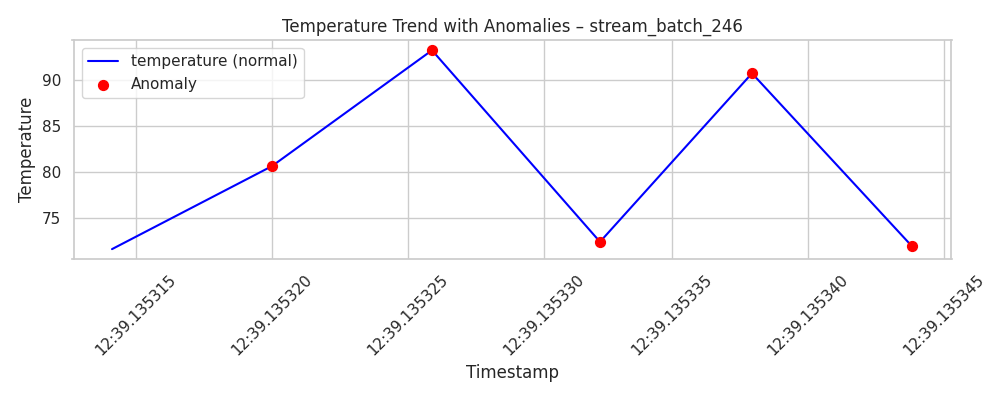 Temperature Trend with Anomalies – stream_batch_246
temperature (normal)
Anomaly
Temperature
90
85
80
75
12:39.135315
12:39.135320
12:39.135325
12:39.135330
12:39.135335
12:39.135340
12:39.135345
Timestamp